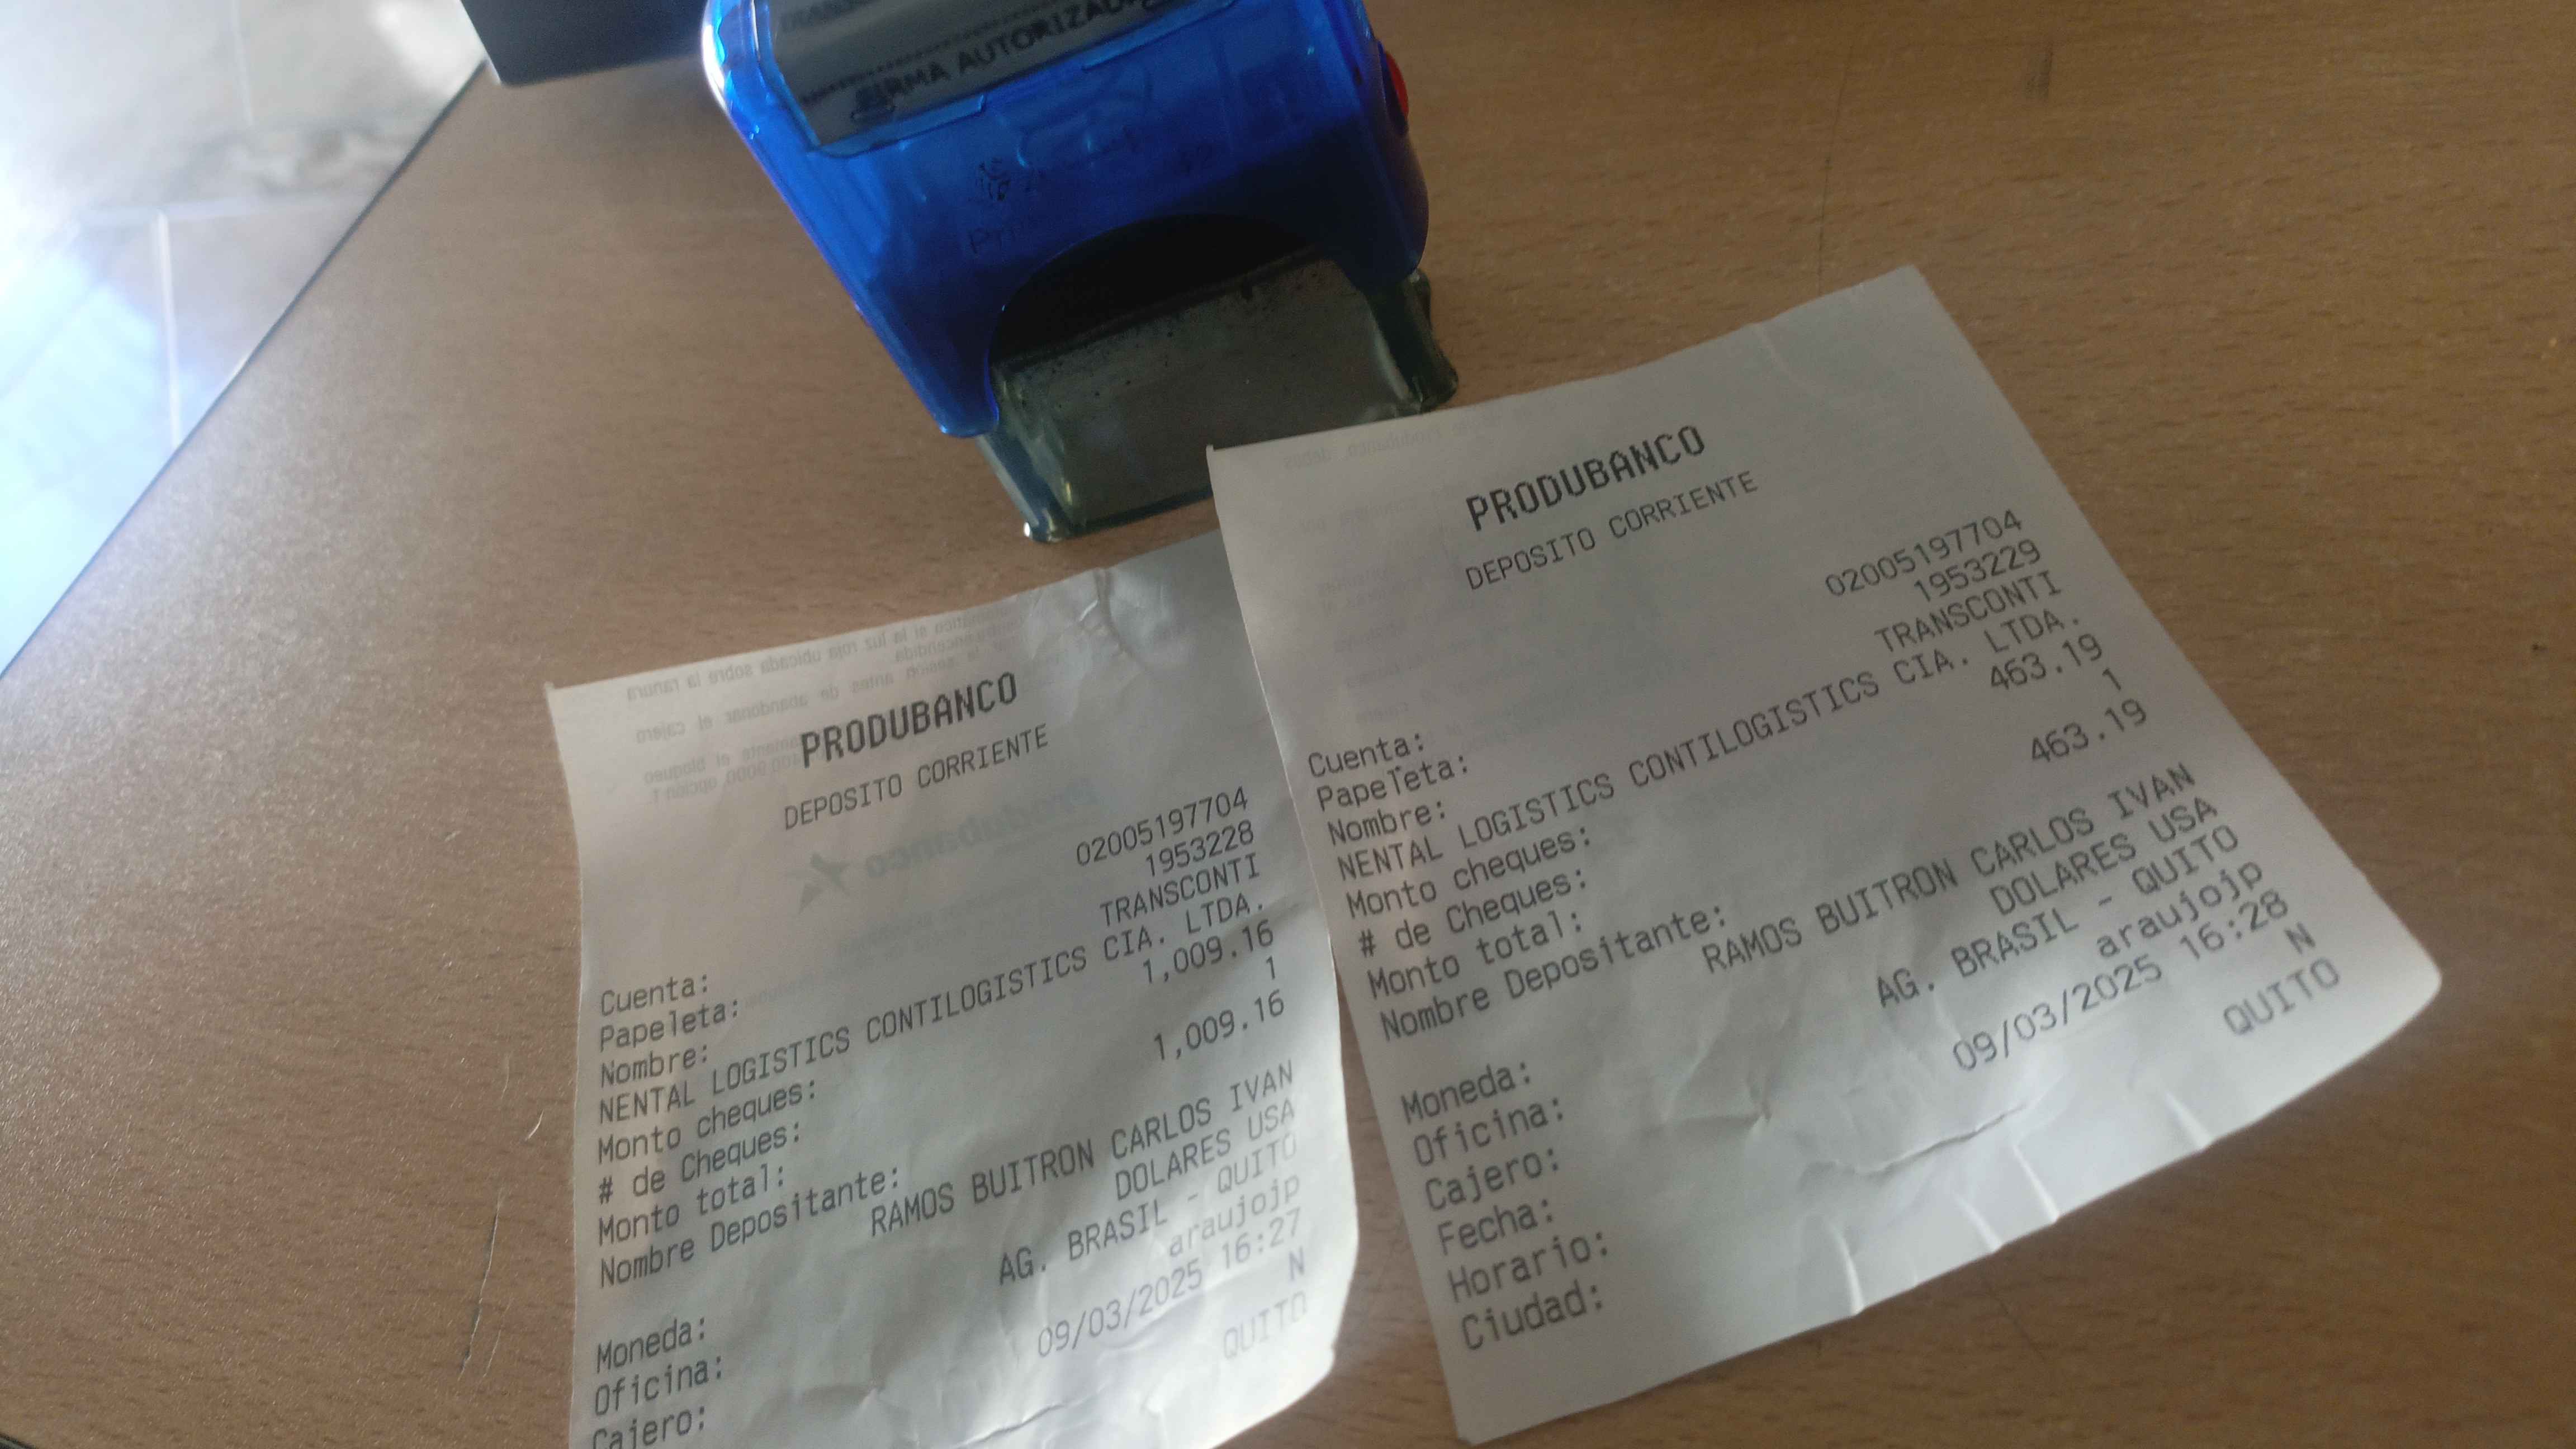 FIRMA AUTORIZADA
PRODUBANCO
DEPOSITO CORRIENTE
Cuenta: 02005197704
Papeleta: 1953228
Nombre: TRANSCONTI
NENTAL LOGISTICS CONTILOGISTICS CIA. LTDA.
Monto cheques: 1,009.16
# de Cheques: 1
Monto total: 1,009.16
Nombre Depositante:
RAMOS BUITRON CARLOS IVAN
Moneda: DOLARES USA
Oficina: AG. BRASIL - QUITO
Cajero: araujojp
09/03/2025 16:27
N
QUITO
PRODUBANCO
DEPOSITO CORRIENTE
Cuenta: 02005197704
Papeleta: 1953229
Nombre: TRANSCONTI
NENTAL LOGISTICS CONTILOGISTICS CIA. LTDA.
Monto cheques: 463.19
# de Cheques: 1
Monto total: 463.19
Nombre Depositante:
RAMOS BUITRON CARLOS IVAN
Moneda: DOLARES USA
Oficina: AG. BRASIL - QUITO
Cajero: araujojp
Fecha: 09/03/2025 16:28
Horario: N
Ciudad: QUITO